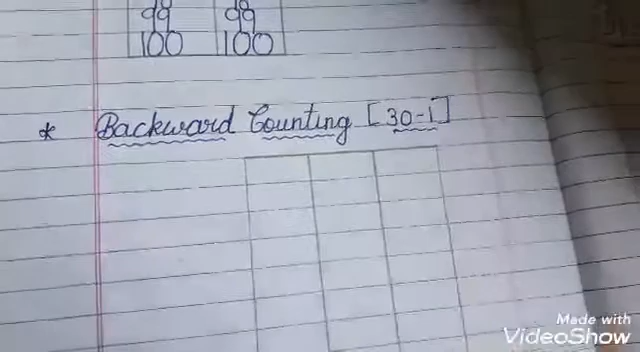 99 99
100 100
* Backward Counting [30-1]
Made with
VideoShow